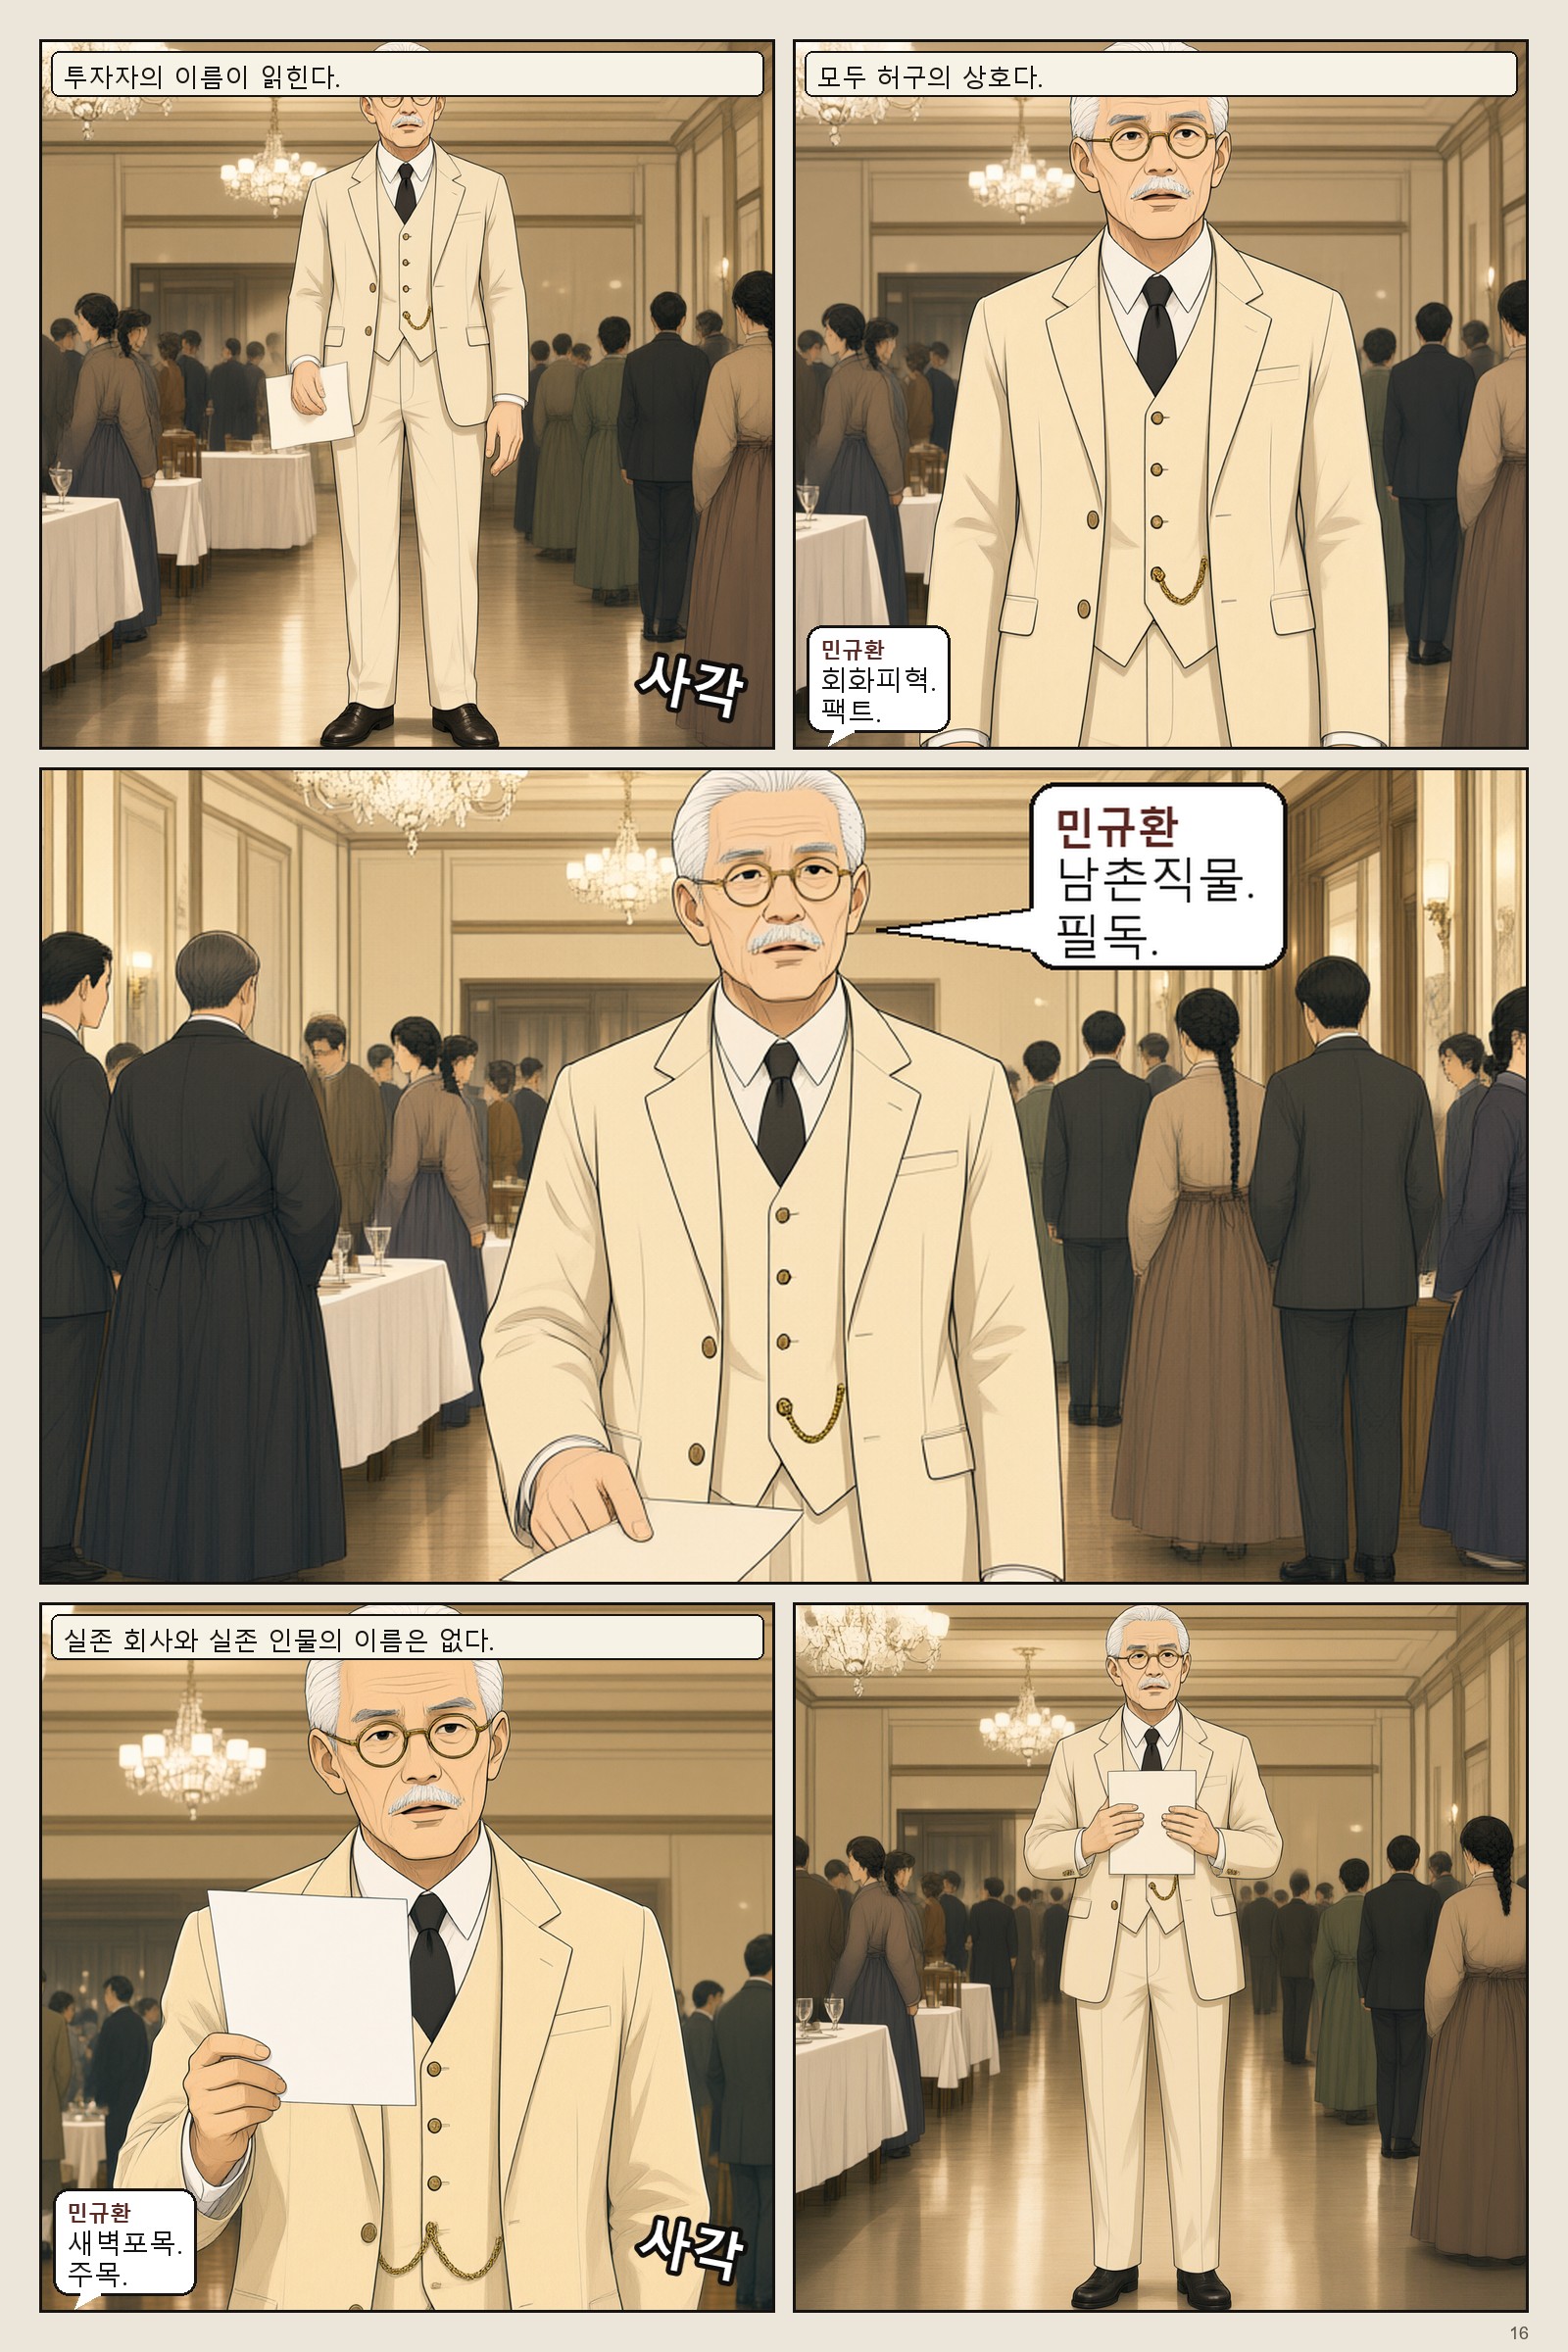 투자자의 이름이 읽힌다.
사각
모두 허구의 상호다.
민규환
회화피혁.
팩트.
민규환
남촌직물.
필독.
실존 회사와 실존 인물의 이름은 없다.
민규환
새벽포목.
주목.
사각
16